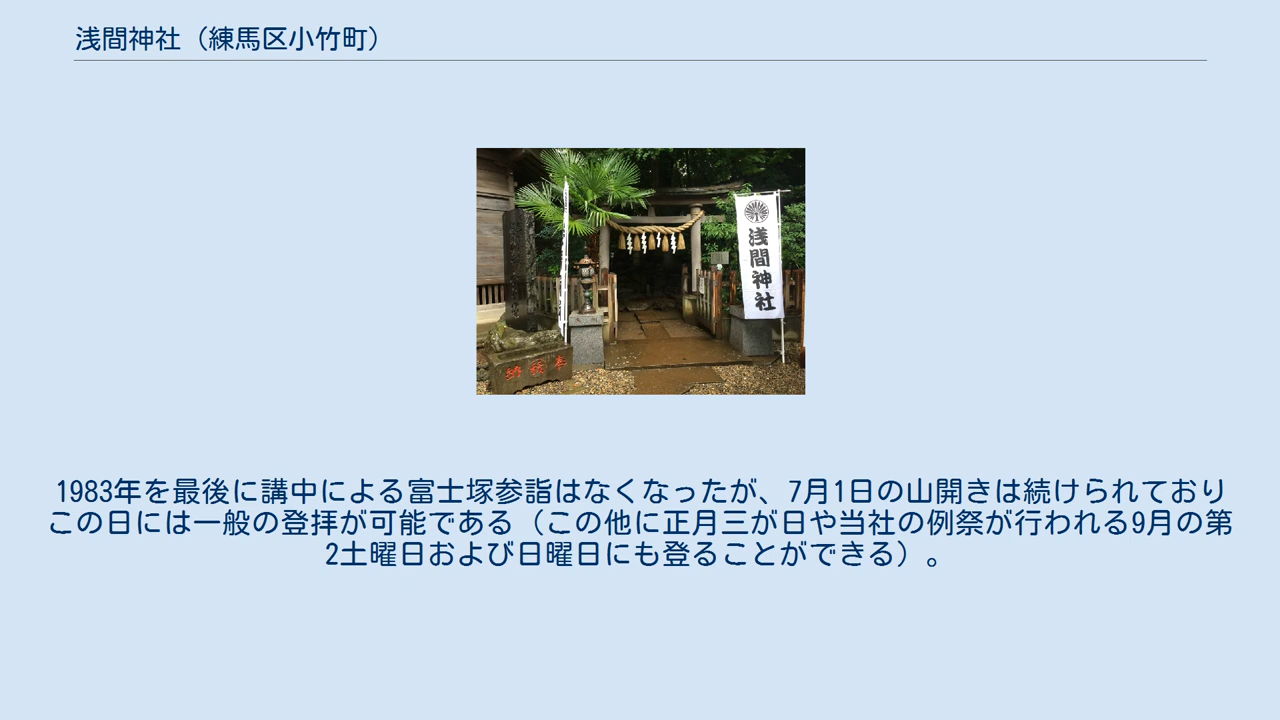 浅間神社（練馬区小竹町）
浅間神社
奉納
1983年を最後に講中による富士塚参詣はなくなったが、7月1日の山開きは続けられており
この日には一般の登拝が可能である（この他に正月三が日や当社の例祭が行われる9月の第
2土曜日および日曜日にも登ることができる）。